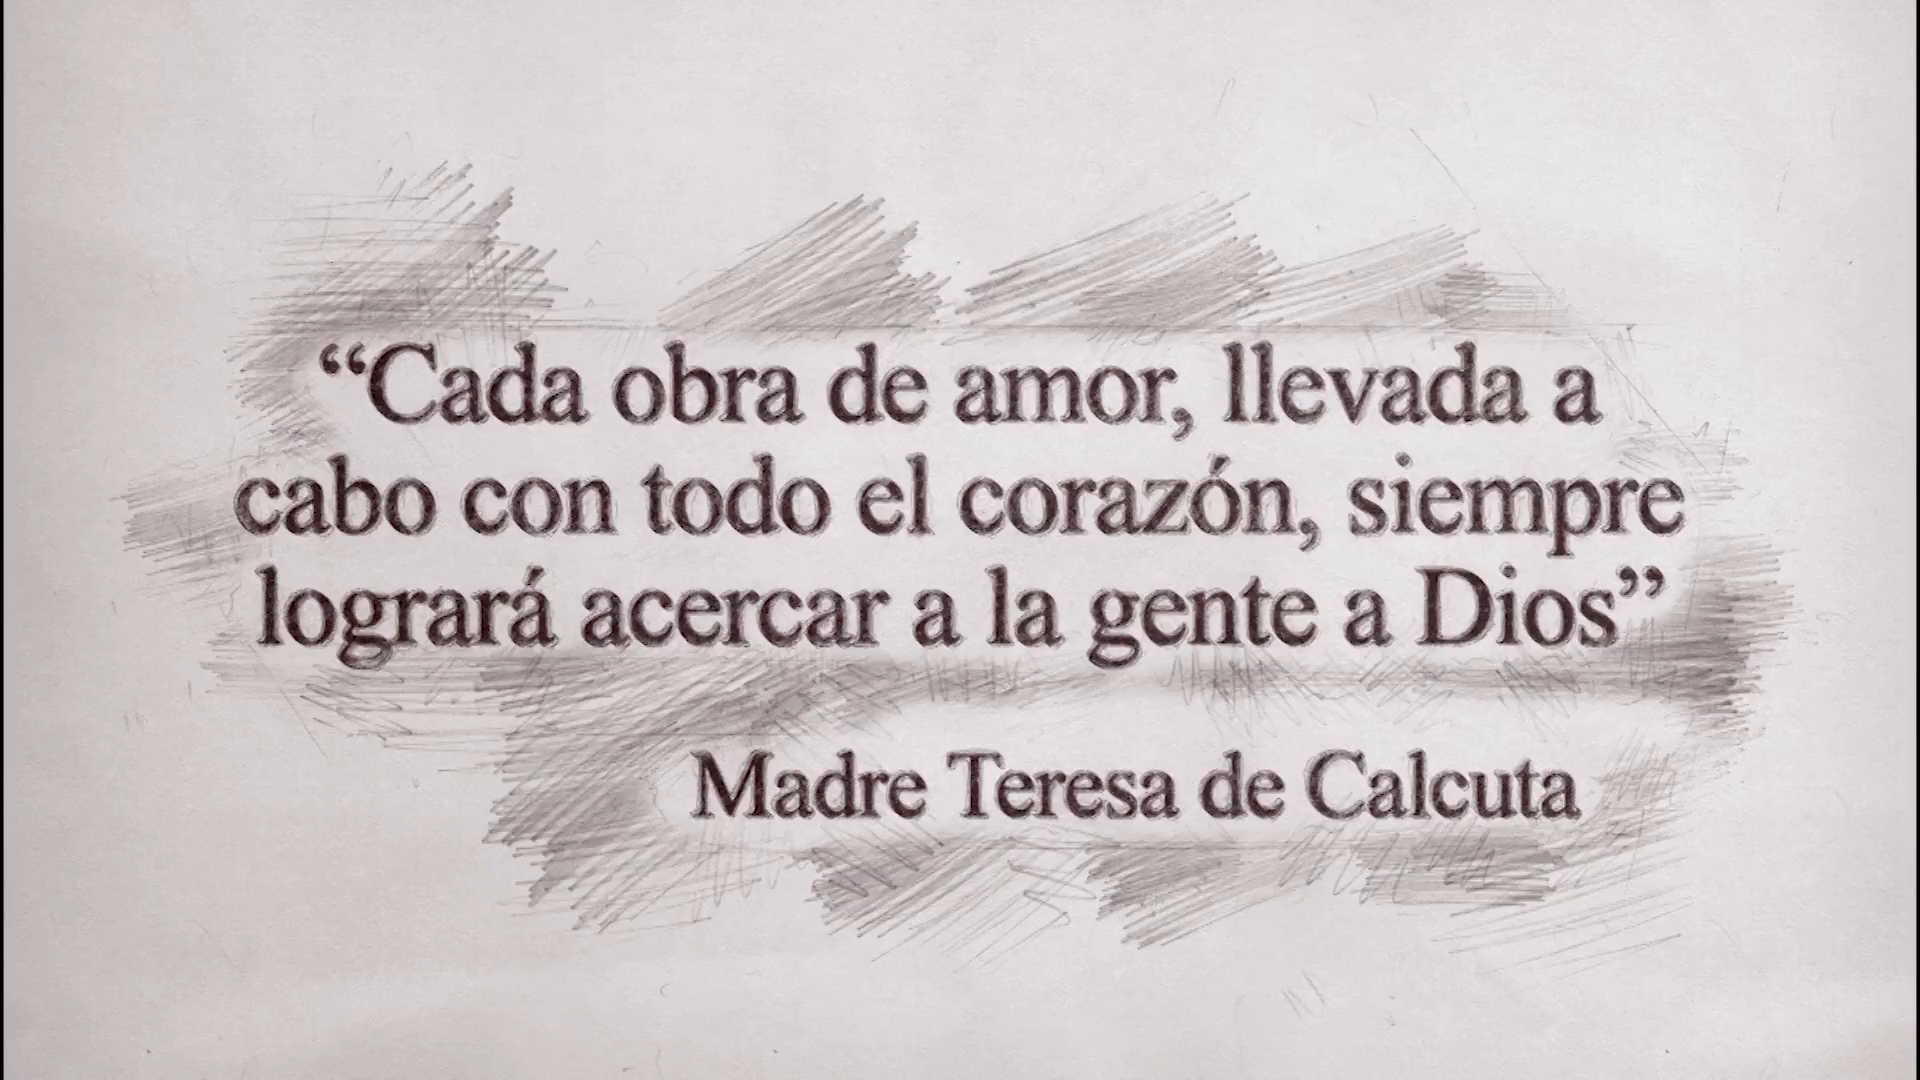 “Cada obra de amor, llevada a
cabo con todo el corazón, siempre
logrará acercar a la gente a Dios”
Madre Teresa de Calcuta